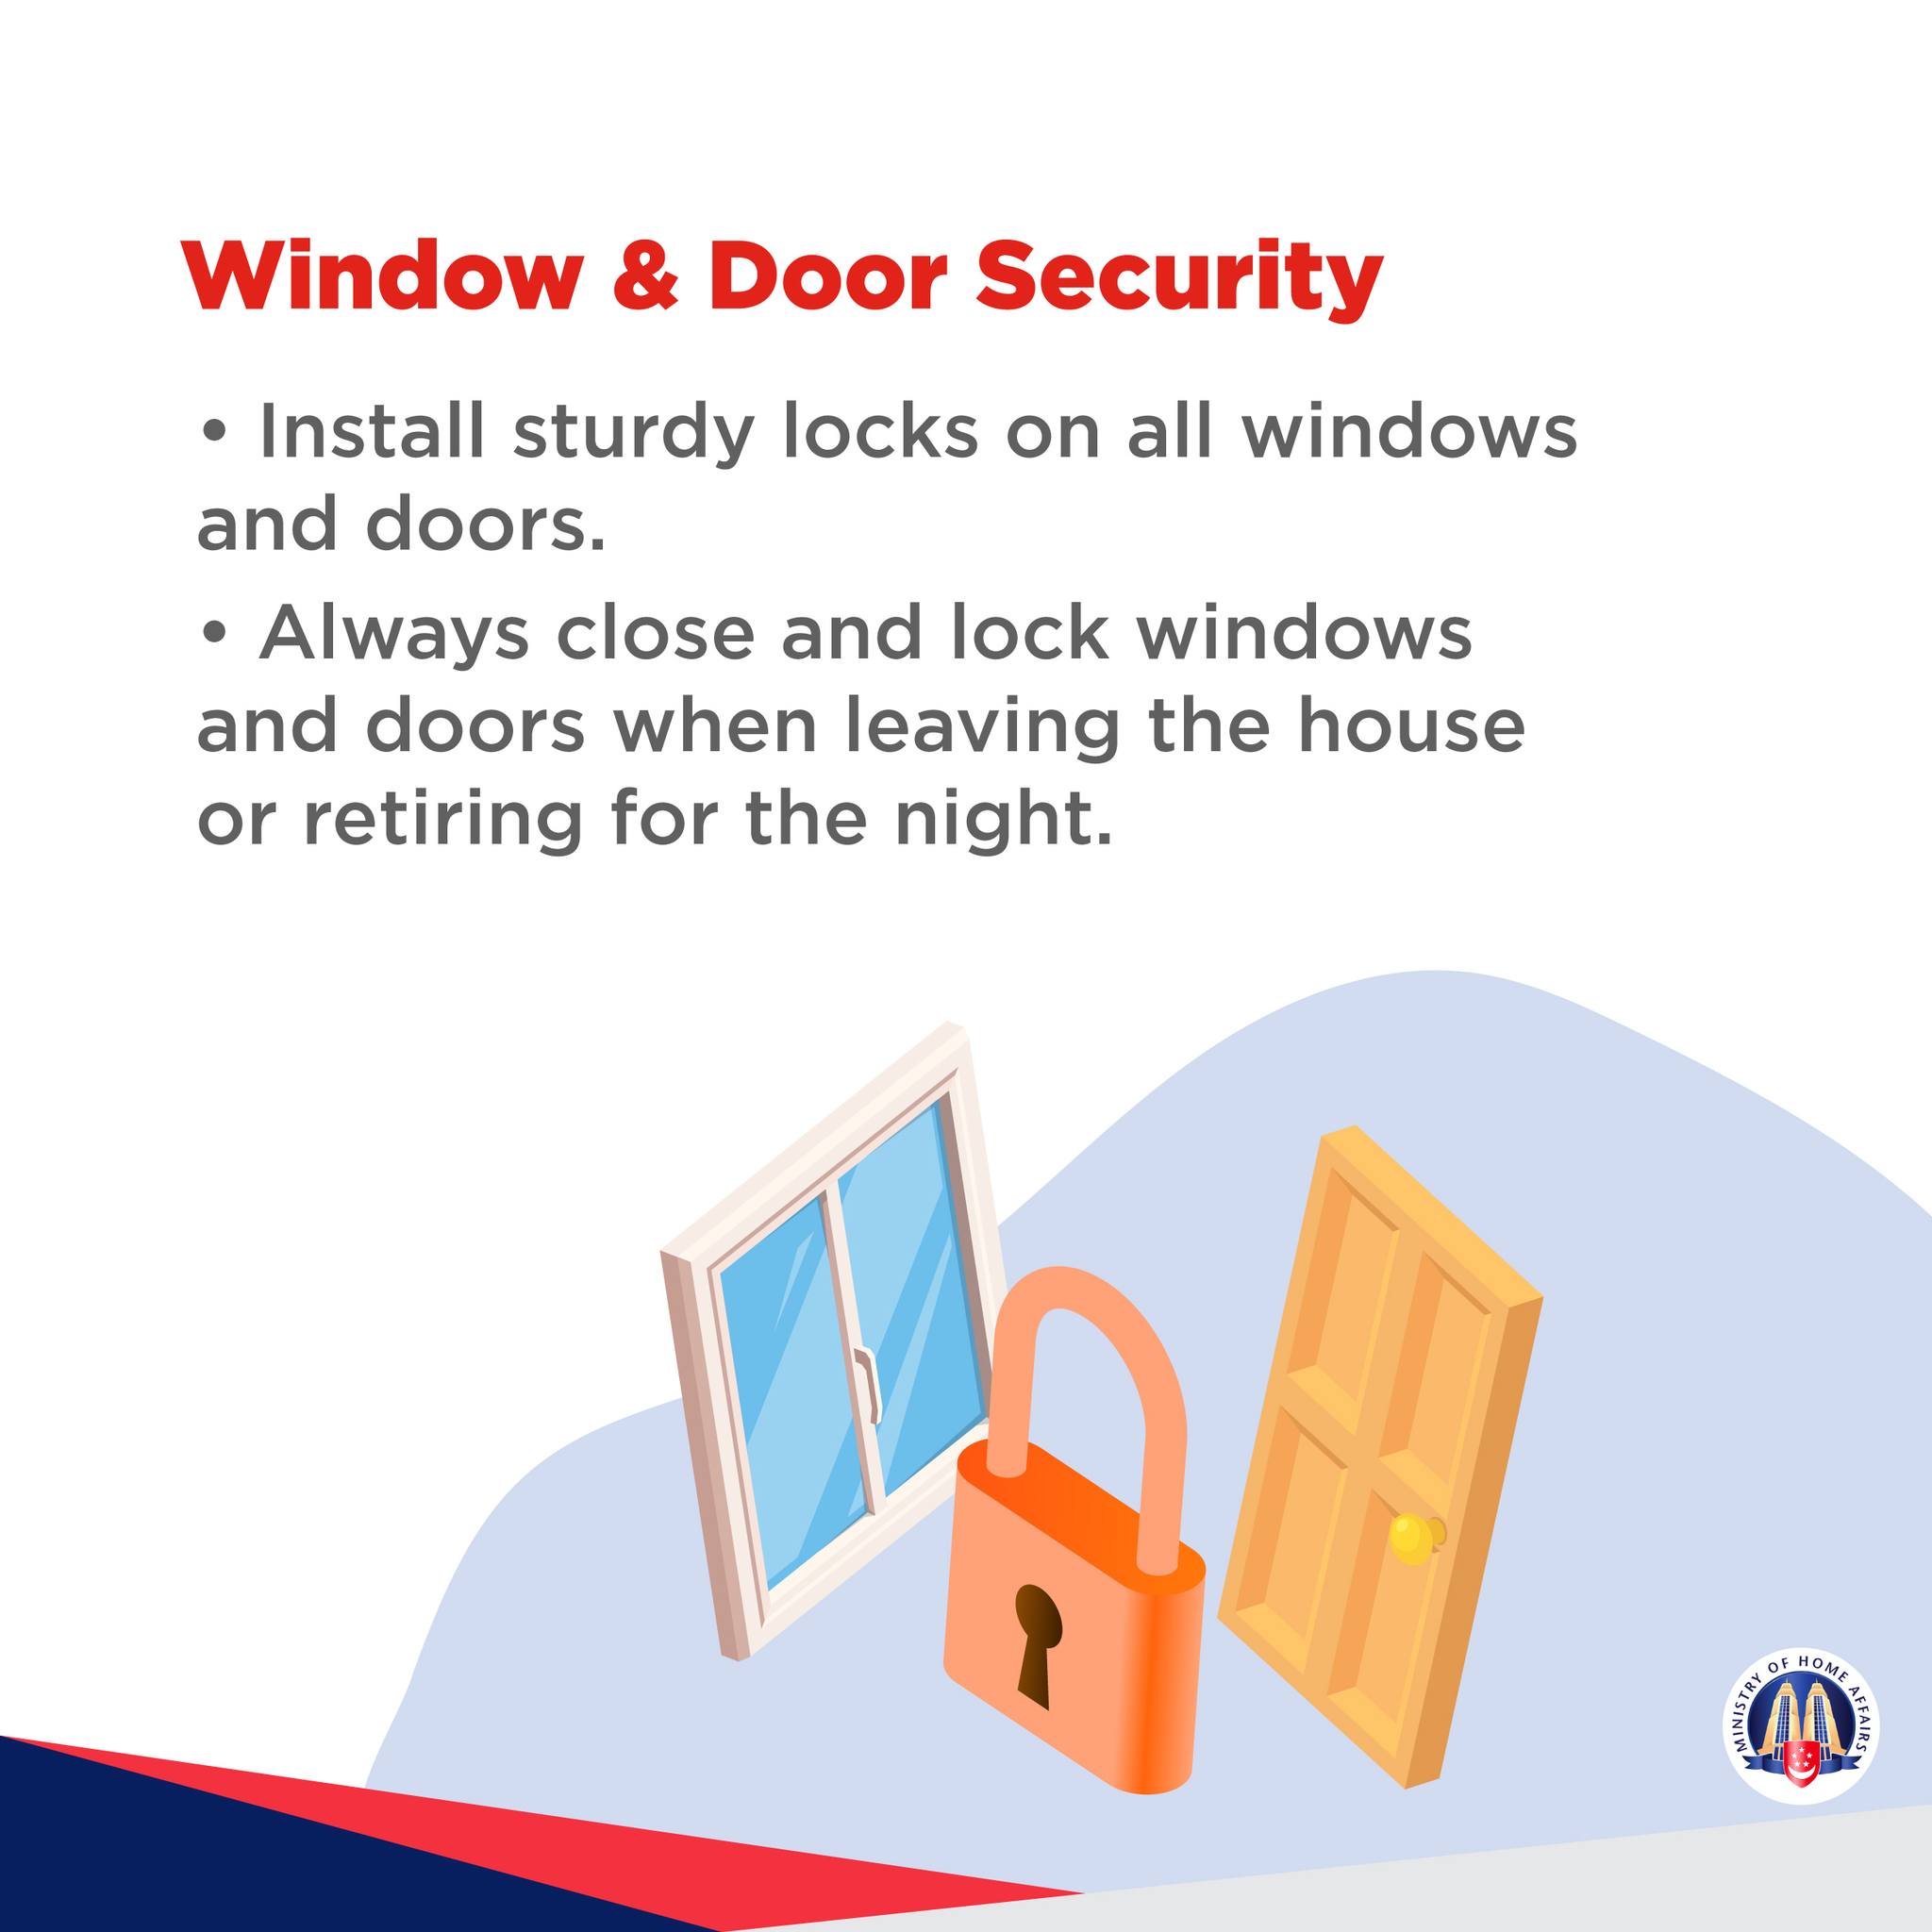 Window & Door Security
• Install sturdy locks on all windows
and doors.
• Always close and lock windows
and doors when leaving the house
or retiring for the night.
MINISTRY OF HOME AFFAIRS